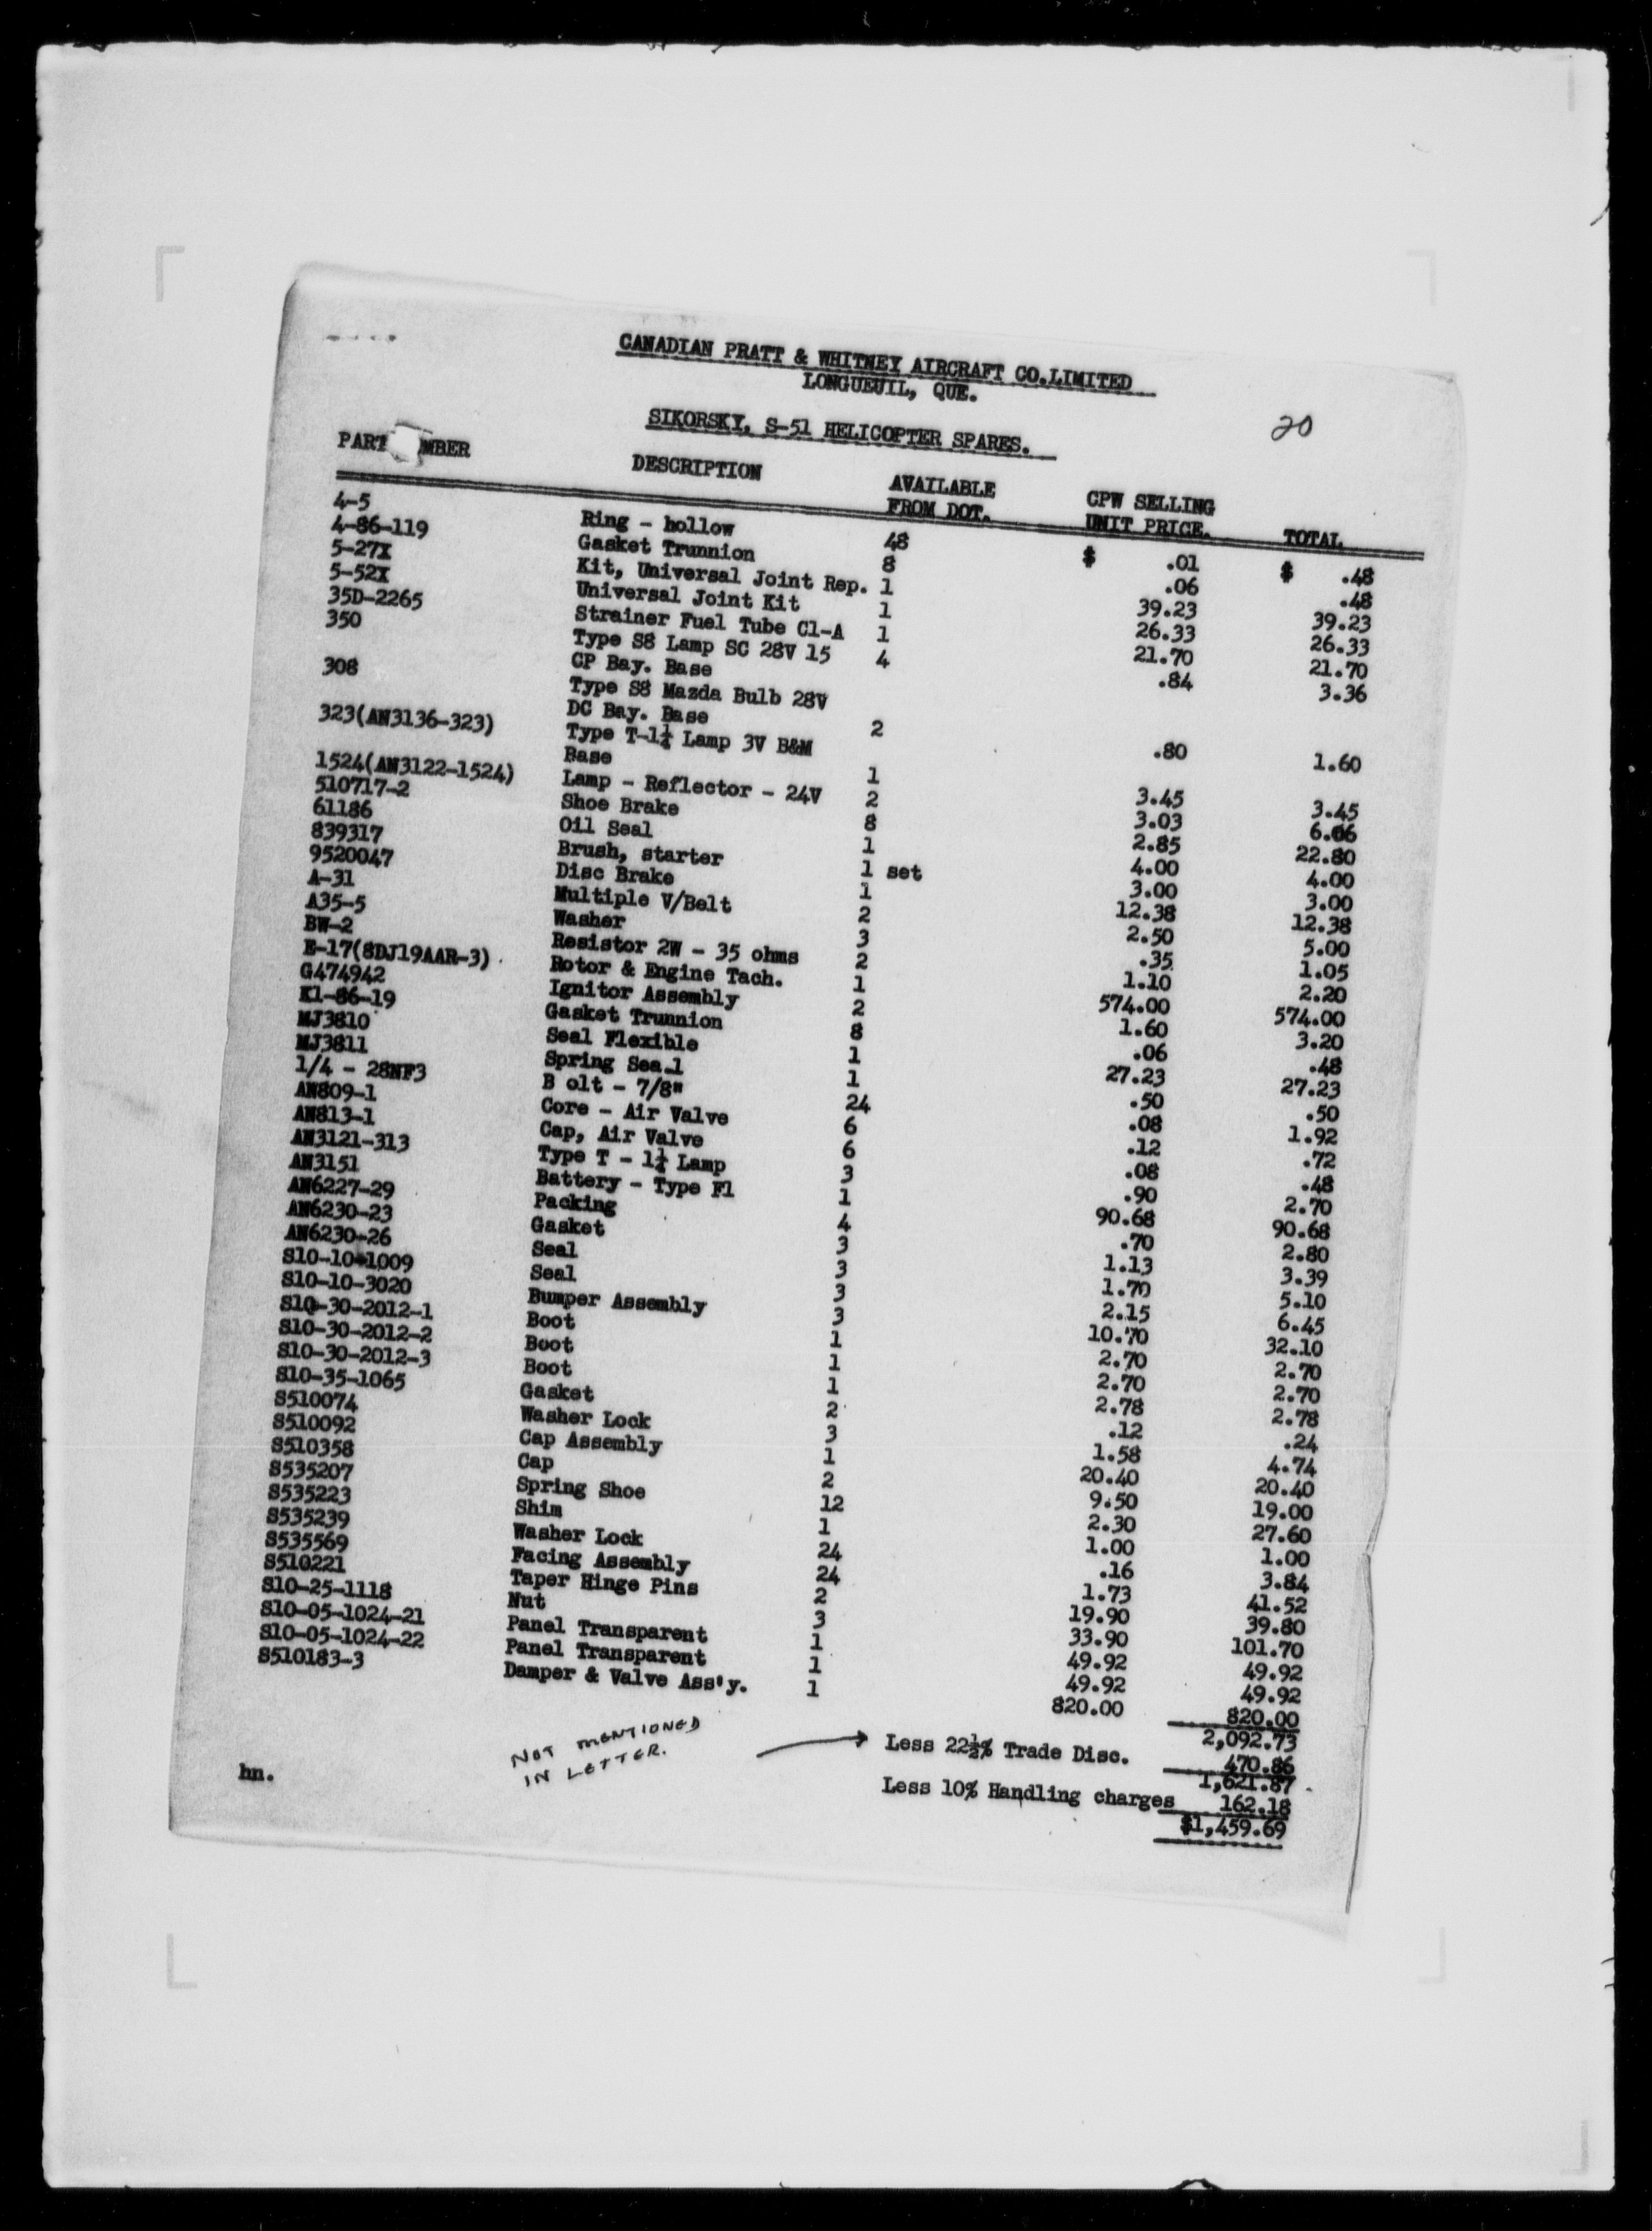 CANADIAN PRATT & WHITNEY AIRCRAFT CO.LIMITED
LONGUEUIL, QUE.
20
SIKORSKY, S-51 HELICOPTER SPARES.
PART MBER DESCRIPTION AVAILABLE FROM DOT. CPW SELLING UNIT PRICE. TOTAL
4-5 Ring - hollow 48 $ .01 $ .48
4-86-119 Gasket Trunnion 8 .06 .48
5-27X Kit, Universal Joint Rep. 1 39.23 39.23
5-52X Universal Joint Kit 1 26.33 26.33
35D-2265 Strainer Fuel Tube Cl-A 1 21.70 21.70
350 Type S8 Lamp SC 28V 15 4 .84 3.36
CP Bay. Base
308 Type S8 Mazda Bulb 28V
DC Bay. Base 2 .80 1.60
323(AN3136-323) Type T-1¼ Lamp 3V B&M
Base 1 3.45 3.45
1524(AN3122-1524) Lamp - Reflector - 24V 2 3.03 6.06
510717-2 Shoe Brake 8 2.85 22.80
61186 Oil Seal 1 4.00 4.00
839317 Brush, starter 1 set 3.00 3.00
9520047 Disc Brake 1 12.38 12.38
A-31 Multiple V/Belt 2 2.50 5.00
A35-5 Washer 3 .35 1.05
BW-2 Resistor 2W - 35 ohms 2 1.10 2.20
E-17(8DJ19AAR-3) Rotor & Engine Tach. 1 574.00 574.00
G474942 Ignitor Assembly 2 1.60 3.20
K1-86-19 Gasket Trunnion 8 .06 .48
MJ3810 Seal Flexible 1 27.23 27.23
MJ3811 Spring Seal 1 .50 .50
1/4 - 28NF3 B olt - 7/8" 24 .08 1.92
AN809-1 Core - Air Valve 6 .12 .72
AN813-1 Cap, Air Valve 6 .08 .48
AN3121-313 Type T - 1¼ Lamp 3 .90 2.70
AN3151 Battery - Type F1 1 90.68 90.68
AN6227-29 Packing 4 .70 2.80
AN6230-23 Gasket 3 1.13 3.39
AN6230-26 Seal 3 1.70 5.10
S10-10-1009 Seal 3 2.15 6.45
S10-10-3020 Bumper Assembly 3 10.70 32.10
S10-30-2012-1 Boot 1 2.70 2.70
S10-30-2012-2 Boot 1 2.70 2.70
S10-30-2012-3 Boot 1 2.78 2.78
S10-35-1065 Gasket 2 .12 .24
S510074 Washer Lock 3 1.58 4.74
S510092 Cap Assembly 1 20.40 20.40
S510358 Cap 2 9.50 19.00
S535207 Spring Shoe 12 2.30 27.60
S535223 Shim 1 1.00 1.00
S535239 Washer Lock 24 .16 3.84
S535569 Facing Assembly 24 1.73 41.52
S510221 Taper Hinge Pins 2 19.90 39.80
S10-25-1118 Nut 3 33.90 101.70
S10-05-1024-21 Panel Transparent 1 49.92 49.92
S10-05-1024-22 Panel Transparent 1 49.92 49.92
S510183-3 Damper & Valve Ass'y. 1 820.00 820.00
2,092.73
Less 22½% Trade Disc. 470.86
1,621.87
Less 10% Handling charges 162.18
$1,459.69
NOT MENTIONED
IN LETTER.
hn.